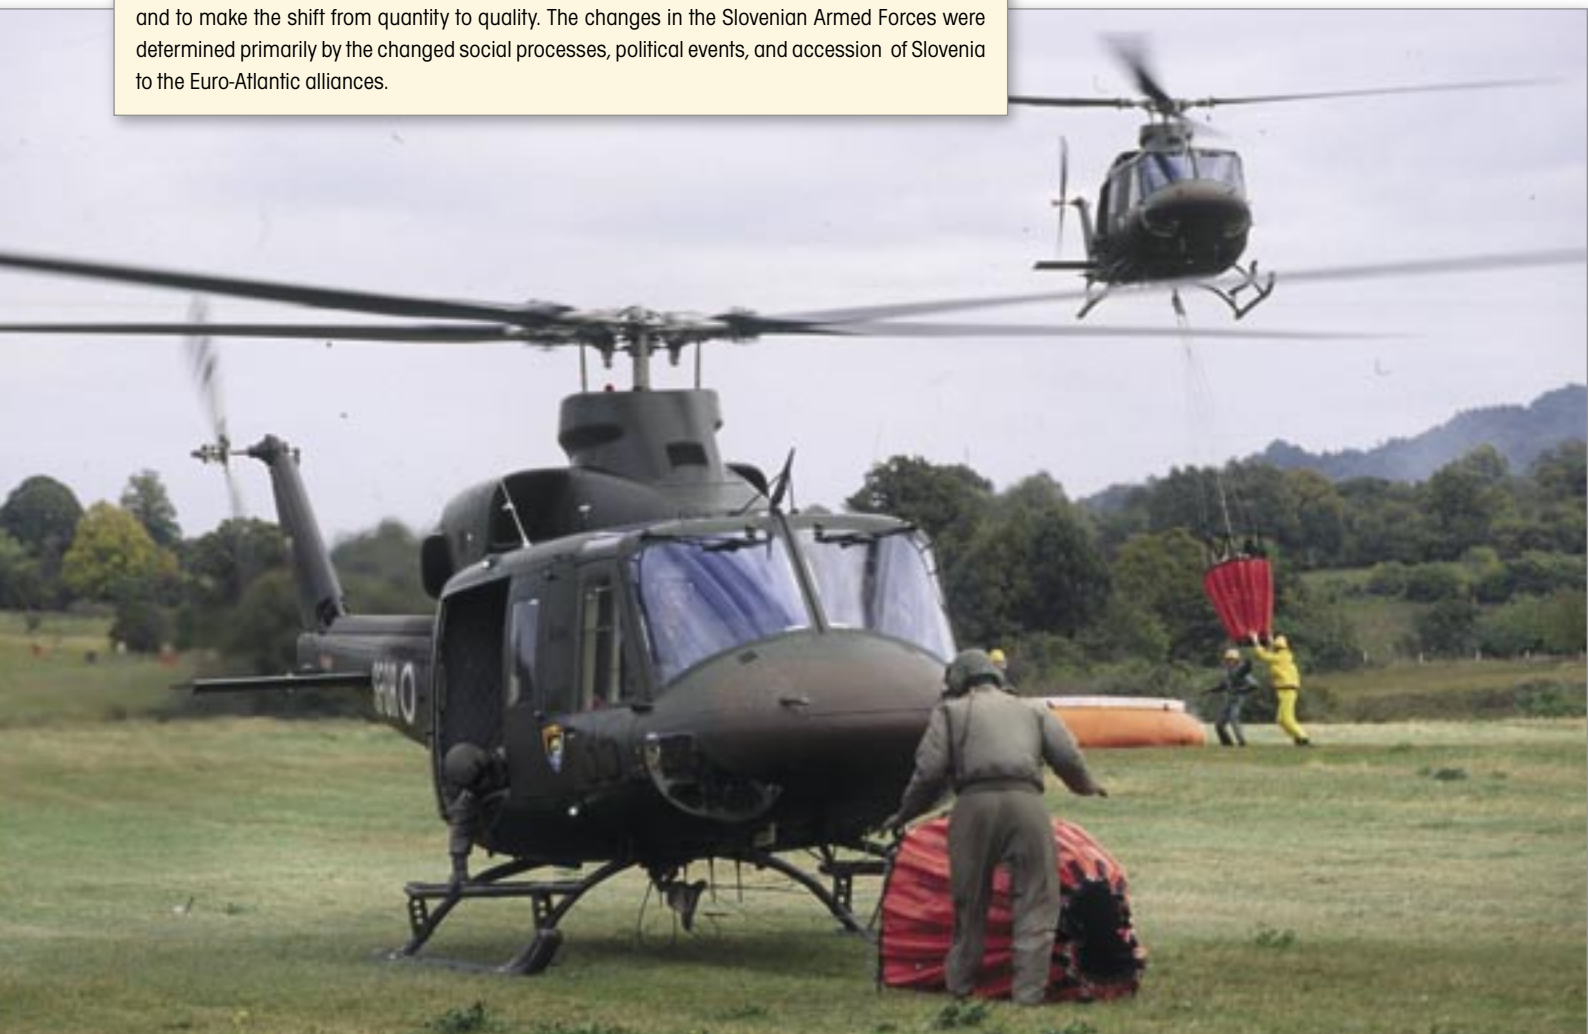 and to make the shift from quantity to quality. The changes in the Slovenian Armed Forces were
determined primarily by the changed social processes, political events, and accession of Slovenia
to the Euro-Atlantic alliances.